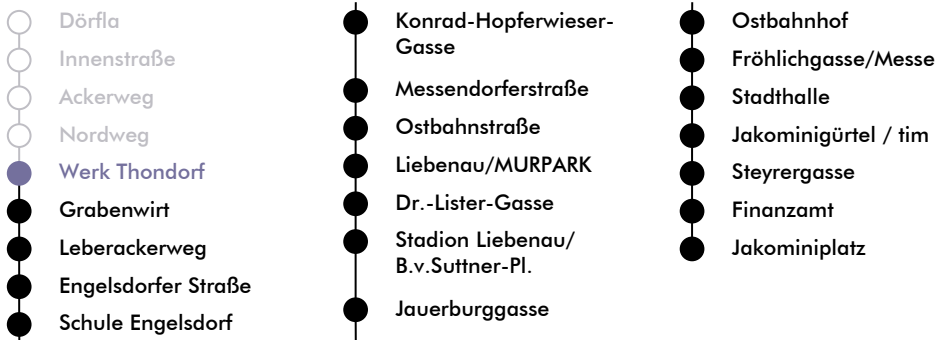 Dörfla
Innenstraße
Ackerweg
Nordweg
Werk Thondorf
Grabenwirt
Leberackerweg
Engelsdorfer Straße
Schule Engelsdorf
Konrad-Hopferwieser-
Gasse
Messendorferstraße
Ostbahnstraße
Liebenau/MURPARK
Dr.-Lister-Gasse
Stadion Liebenau/
B.v.Suttner-Pl.
Jauerburggasse
Ostbahnhof
Fröhlichgasse/Messe
Stadthalle
Jakominigürtel / tim
Steyrergasse
Finanzamt
Jakominiplatz